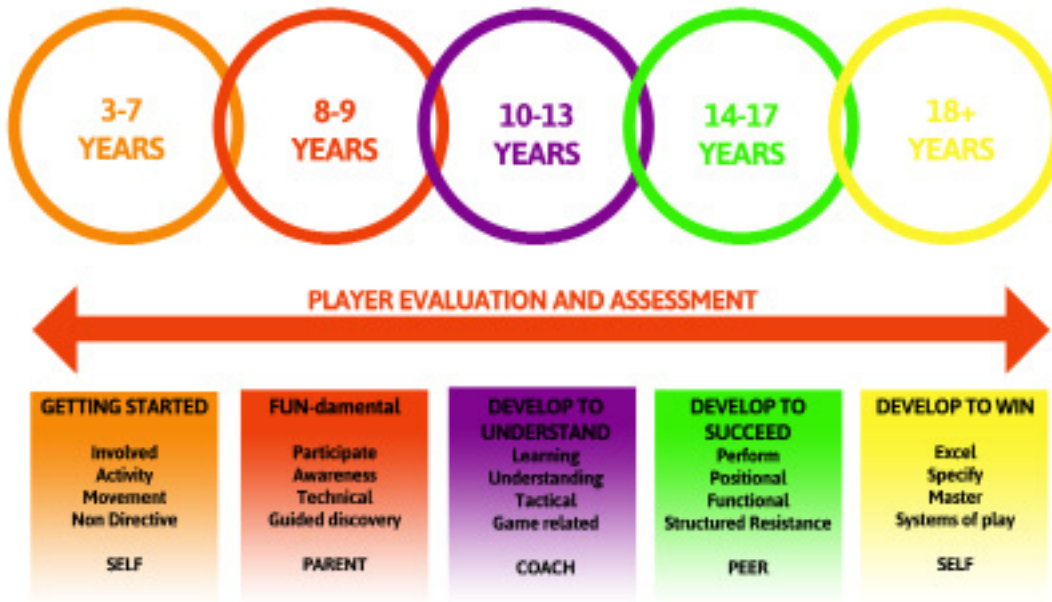 3-7
YEARS
8-9
YEARS
10-13
YEARS
14-17
YEARS
18+
YEARS
PLAYER EVALUATION AND ASSESSMENT
GETTING STARTED
Involved
Activity
Movement
Non Directive
SELF
FUN-damental
Participate
Awareness
Technical
Guided discovery
PARENT
DEVELOP TO
UNDERSTAND
Learning
Understanding
Tactical
Game related
COACH
DEVELOP TO
SUCCEED
Perform
Positional
Functional
Structured Resistance
PEER
DEVELOP TO WIN
Excel
Specify
Master
Systems of play
SELF